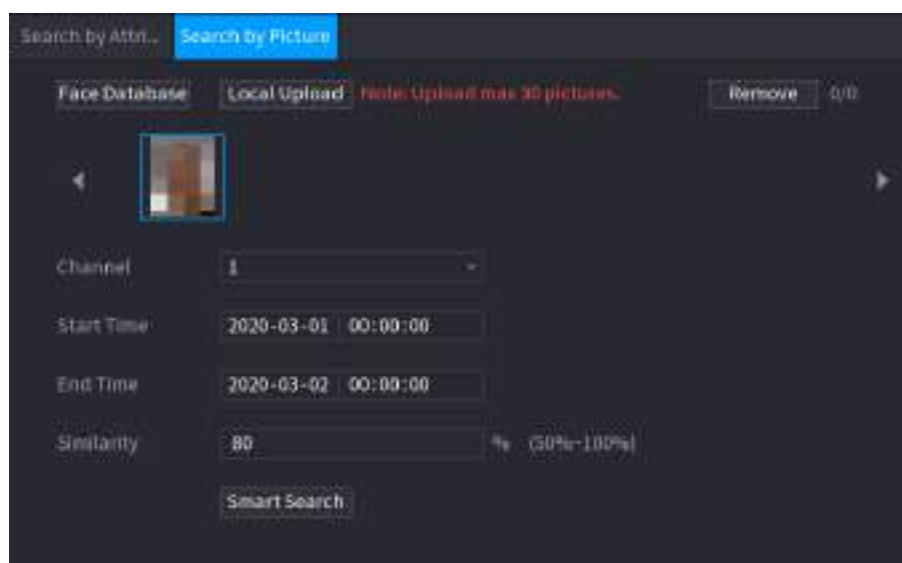 Search by Attri... Search by Picture
Face Database Local Upload Note: Upload max 30 pictures. Remove 0/0
Channel 1
Start Time 2020-03-01 00:00:00
End Time 2020-03-02 00:00:00
Similarity 80 % (50%~100%)
Smart Search